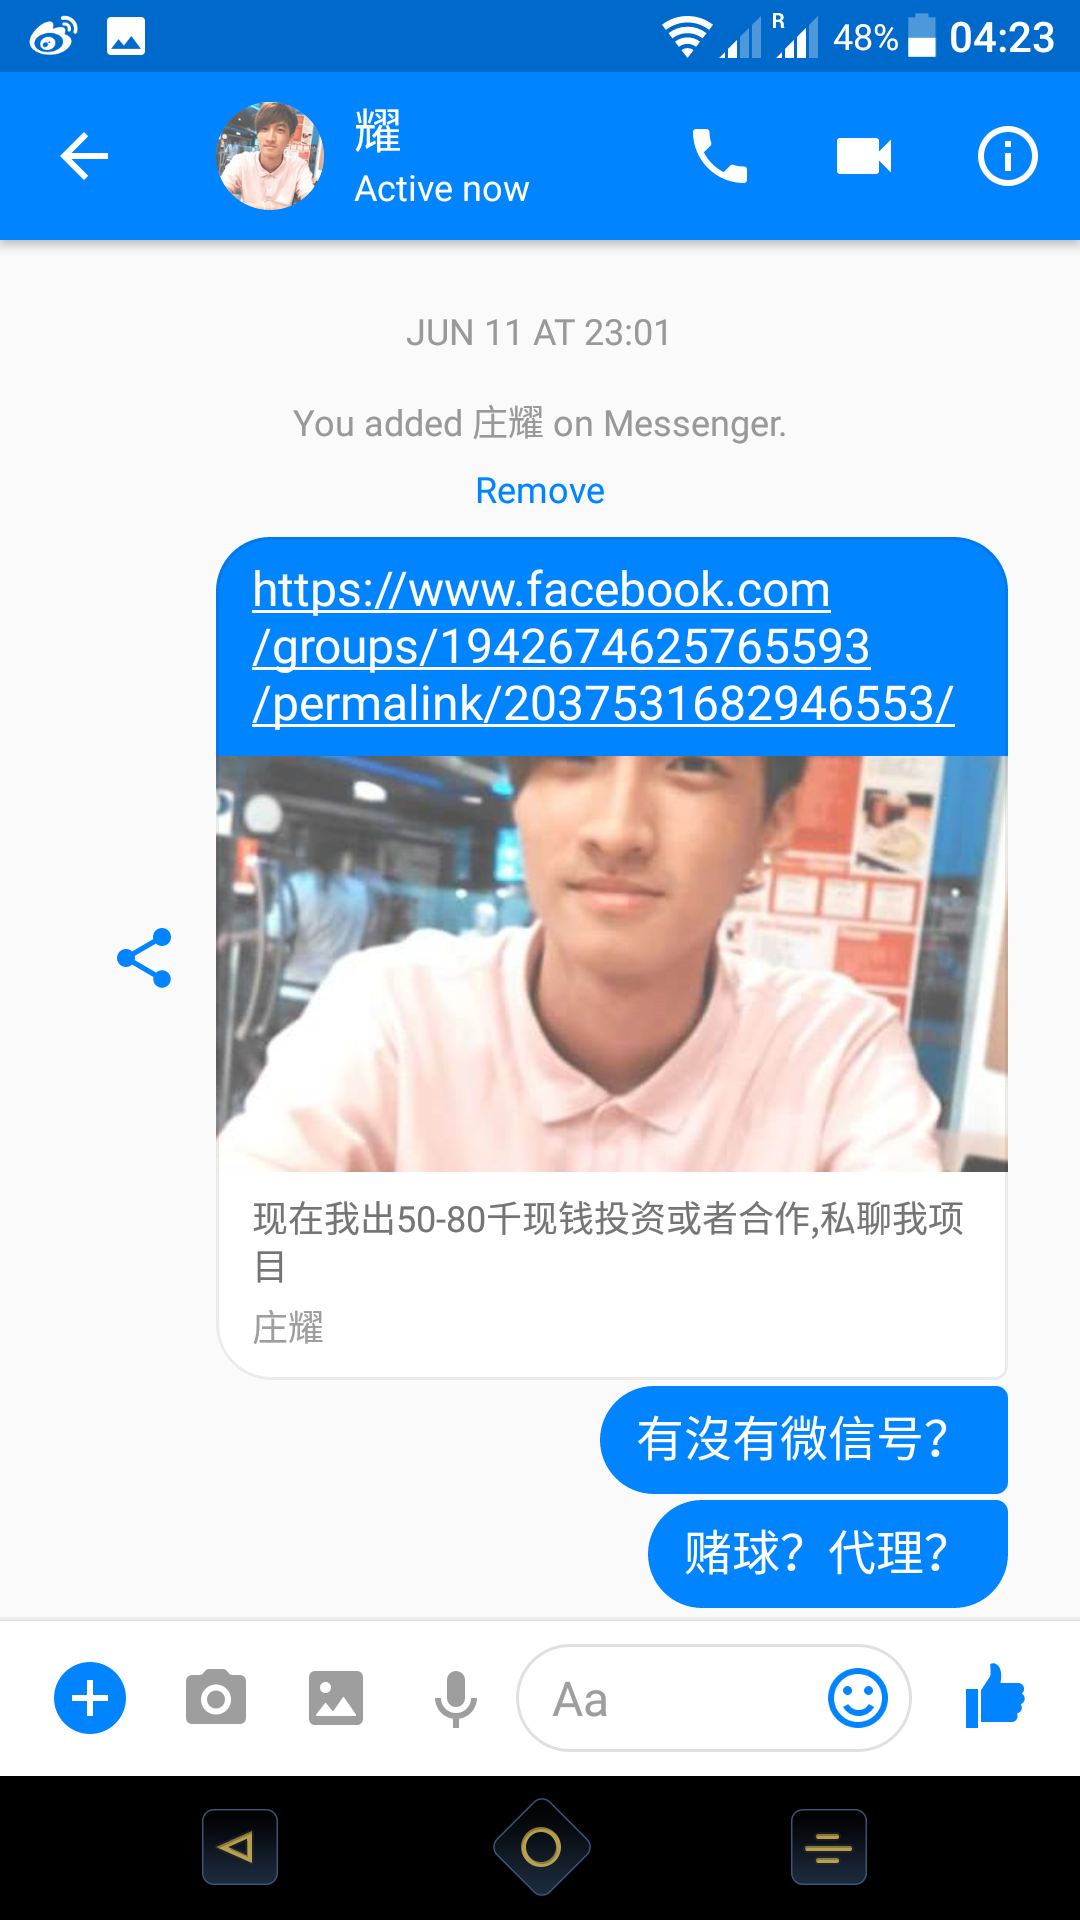 R 48% 04:23
耀
Active now
JUN 11 AT 23:01
You added 庄耀 on Messenger.
Remove
https://www.facebook.com
/groups/1942674625765593
/permalink/2037531682946553/
现在我出50-80千现钱投资或者合作,私聊我项
目
庄耀
有沒有微信号？
赌球？代理？
Aa